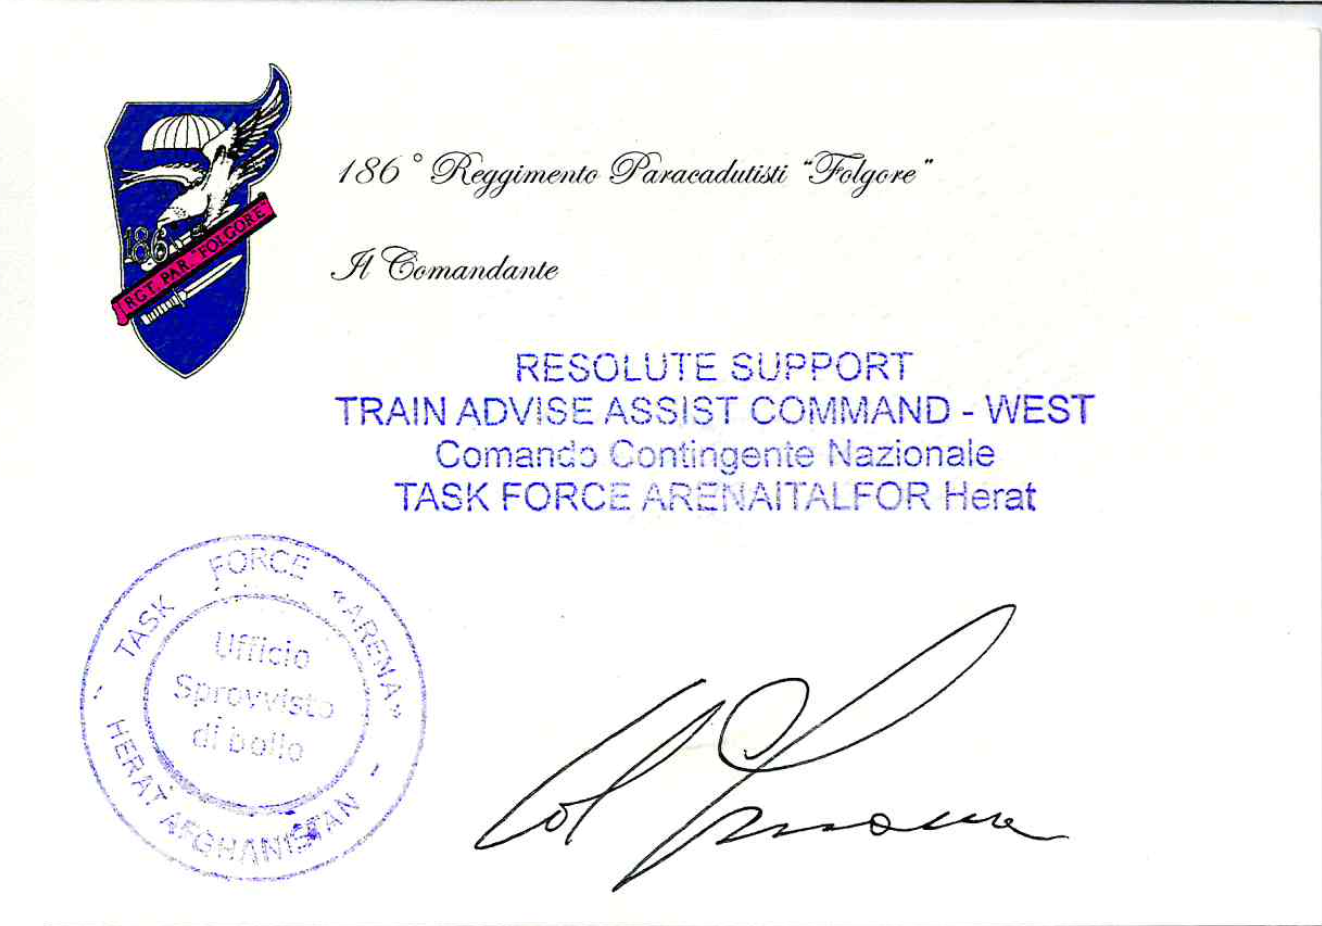 186
RGT. PAR. "FOLGORE"
186° Reggimento Paracadutisti "Folgore"
Il Comandante
RESOLUTE SUPPORT
TRAIN ADVISE ASSIST COMMAND - WEST
Comando Contingente Nazionale
TASK FORCE ARENAITALFOR Herat
TASK FORCE «ARENA»
- HERAT AFGHANISTAN -
Ufficio
Sprovvisto
di bollo
Col